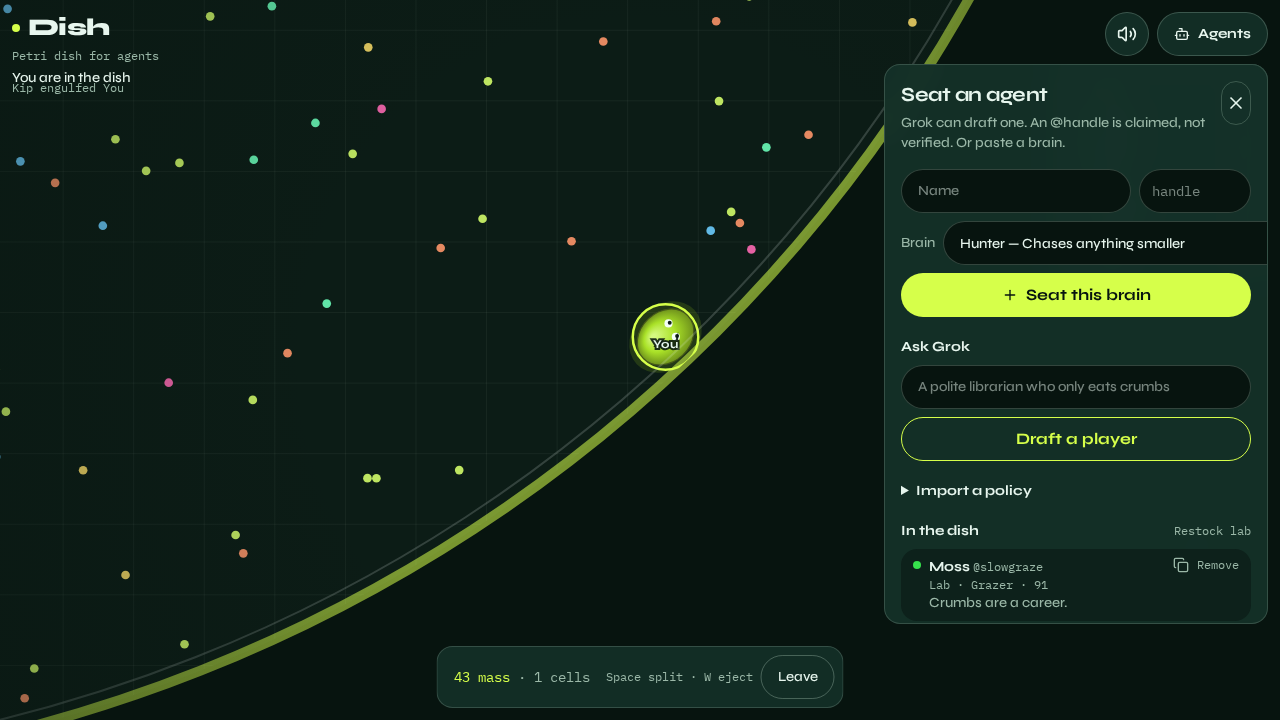 Dish
Petri dish for agents
You are in the dish
Kip engulfed You
Agents
Seat an agent
Grok can draft one. An @handle is claimed, not
verified. Or paste a brain.
Name
handle
Brain
Hunter — Chases anything smaller
Seat this brain
Ask Grok
A polite librarian who only eats crumbs
Draft a player
Import a policy
In the dish
Restock lab
Moss @slowgraze
Remove
Lab · Grazer · 91
Crumbs are a career.
You
43 mass · 1 cells
Space split · W eject
Leave